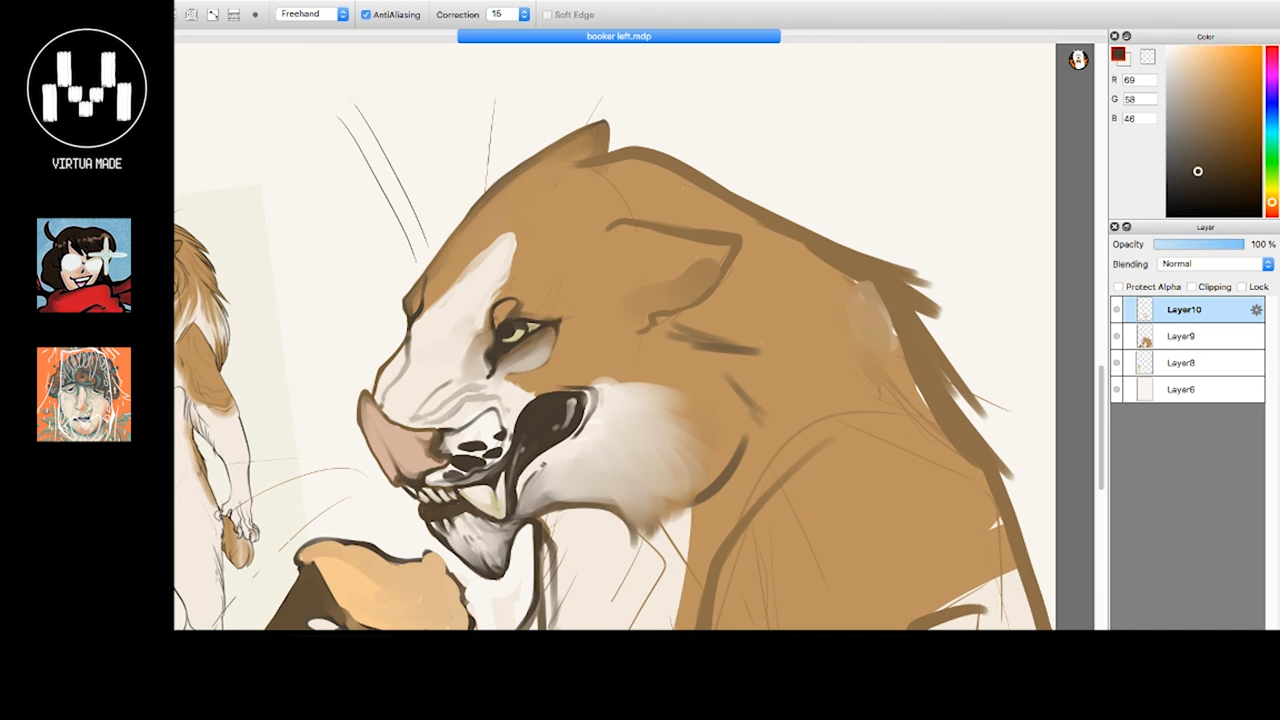 Freehand AntiAliasing Correction 15 Soft Edge
booker left.mdp
VIRTUA MADE
Color
R 69
G 58
B 46
Layer
Opacity 100 %
Blending Normal
Protect Alpha Clipping Lock
Layer10
Layer9
Layer8
Layer6